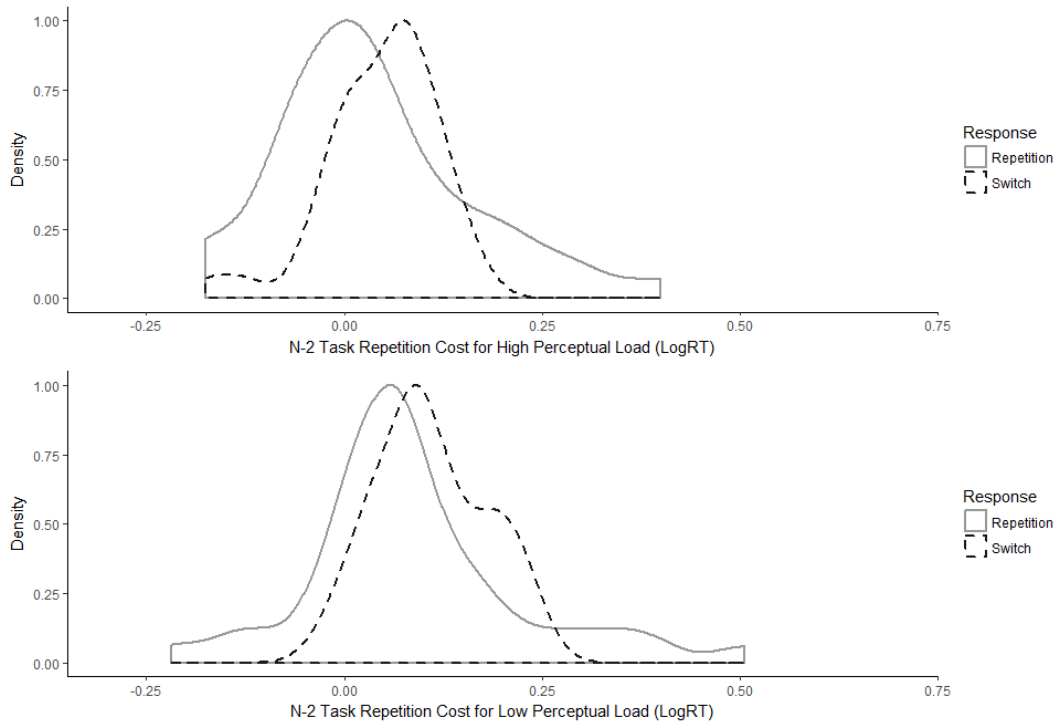 1.00
0.75
0.50
0.25
0.00
Density
-0.25 0.00 0.25 0.50 0.75
N-2 Task Repetition Cost for High Perceptual Load (LogRT)
Response
Repetition
Switch
1.00
0.75
0.50
0.25
0.00
Density
-0.25 0.00 0.25 0.50 0.75
N-2 Task Repetition Cost for Low Perceptual Load (LogRT)
Response
Repetition
Switch